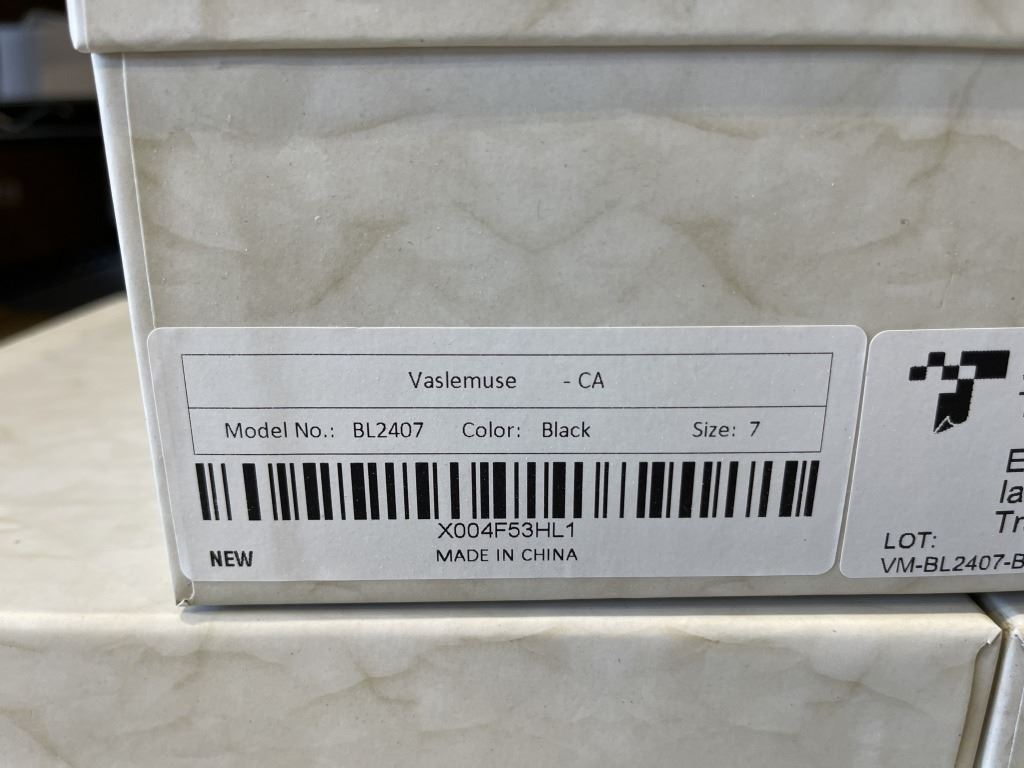 Vaslemuse - CA
Model No.: BL2407 Color: Black Size: 7
X004F53HL1
MADE IN CHINA
NEW
LOT:
VM-BL2407-B